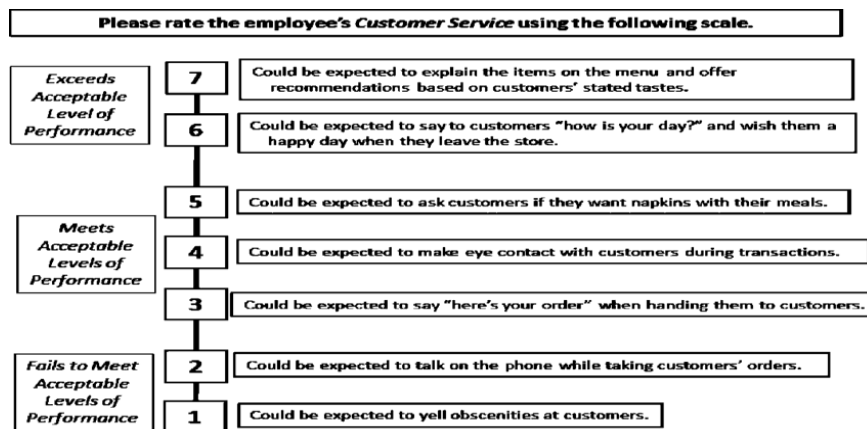 Please rate the employee's Customer Service using the following scale.
Exceeds
Acceptable
Level of
Performance
7
Could be expected to explain the items on the menu and offer
recommendations based on customers' stated tastes.
6
Could be expected to say to customers "how is your day?" and wish them a
happy day when they leave the store.
Meets
Acceptable
Levels of
Performance
5
Could be expected to ask customers if they want napkins with their meals.
4
Could be expected to make eye contact with customers during transactions.
3
Could be expected to say "here's your order" when handing them to customers.
Fails to Meet
Acceptable
Levels of
Performance
2
Could be expected to talk on the phone while taking customers' orders.
1
Could be expected to yell obscenities at customers.